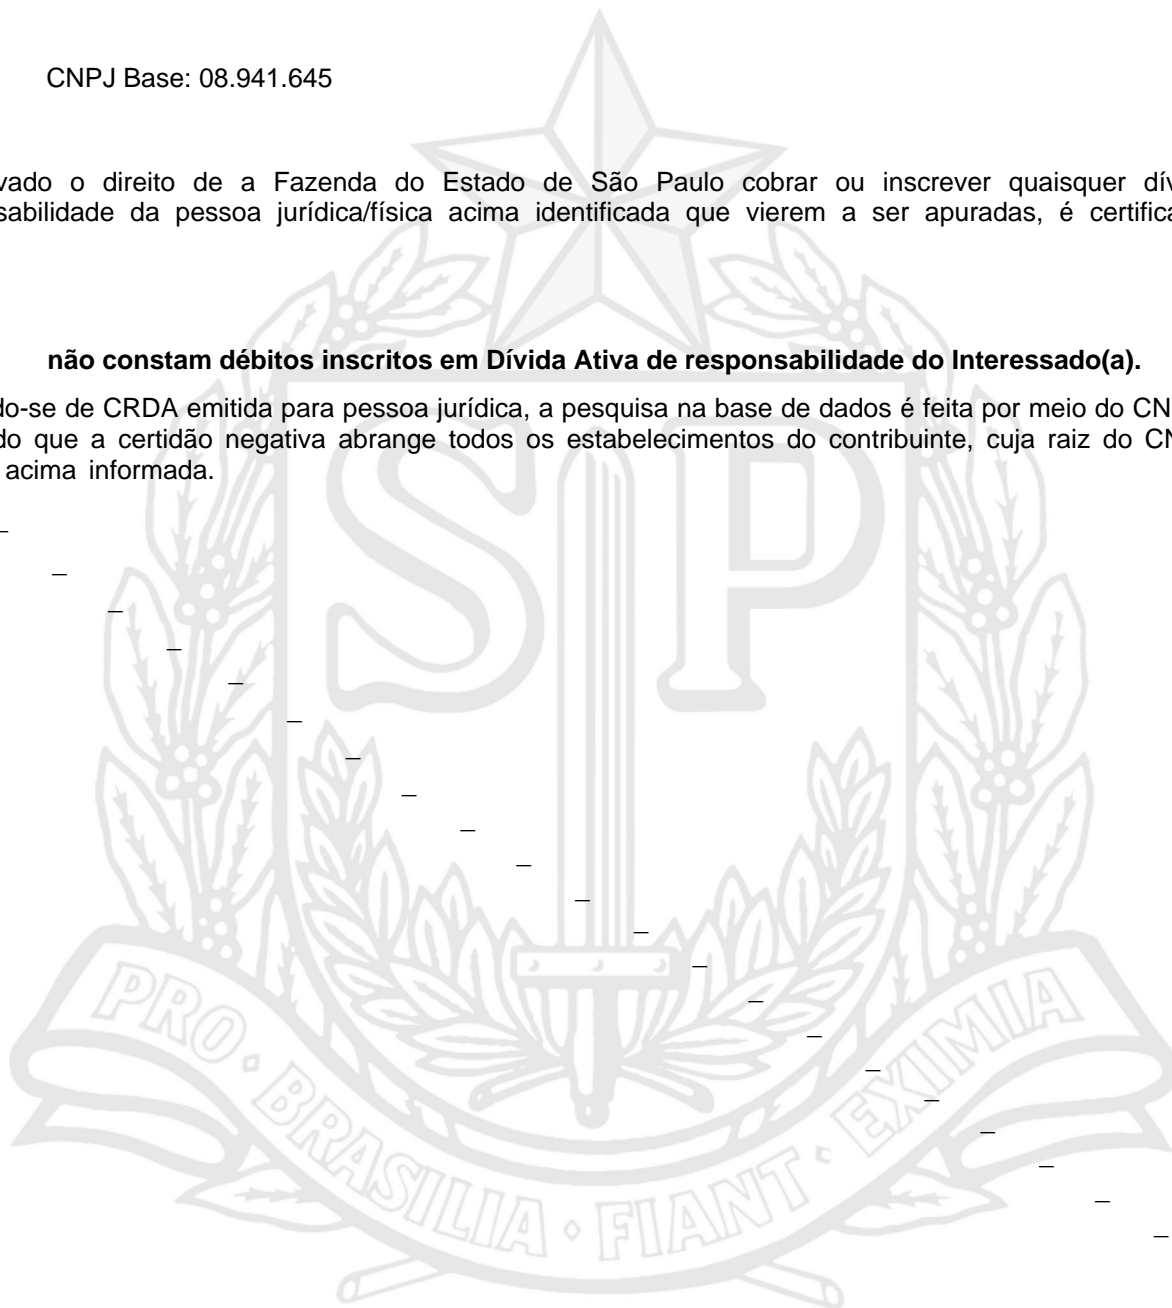 CNPJ Base: 08.941.645
vado o direito de a Fazenda do Estado de São Paulo cobrar ou inscrever quaisquer dív
sabilidade da pessoa jurídica/física acima identificada que vierem a ser apuradas, é certifica
não constam débitos inscritos em Dívida Ativa de responsabilidade do Interessado(a).
do-se de CRDA emitida para pessoa jurídica, a pesquisa na base de dados é feita por meio do CN
do que a certidão negativa abrange todos os estabelecimentos do contribuinte, cuja raiz do CN
acima informada.
SP
PRO • BRASILIA • FIANT • EXIMIA